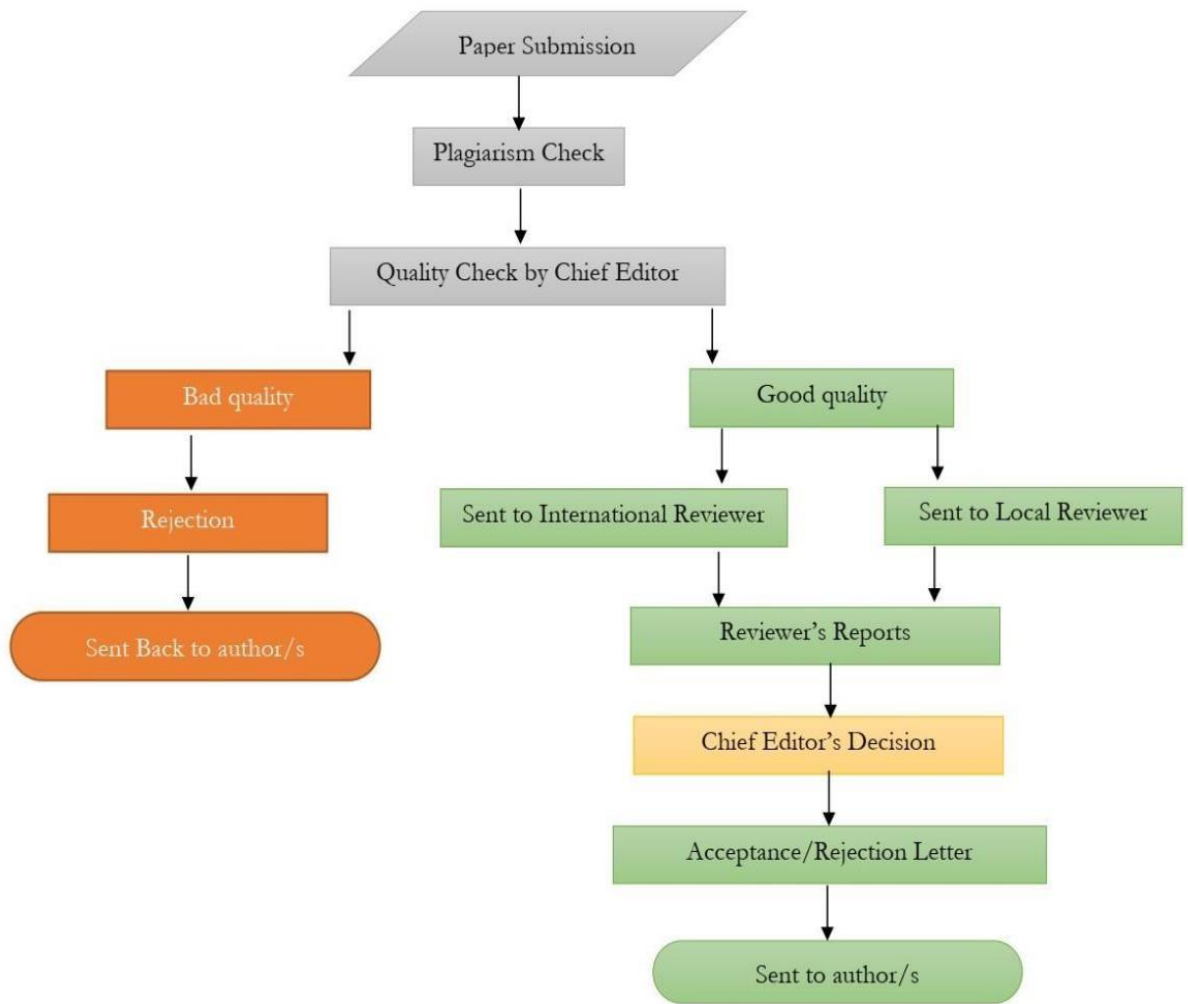 Paper Submission
Plagiarism Check
Quality Check by Chief Editor
Bad quality
Good quality
Rejection
Sent to International Reviewer
Sent to Local Reviewer
Sent Back to author/s
Reviewer’s Reports
Chief Editor’s Decision
Acceptance/Rejection Letter
Sent to author/s